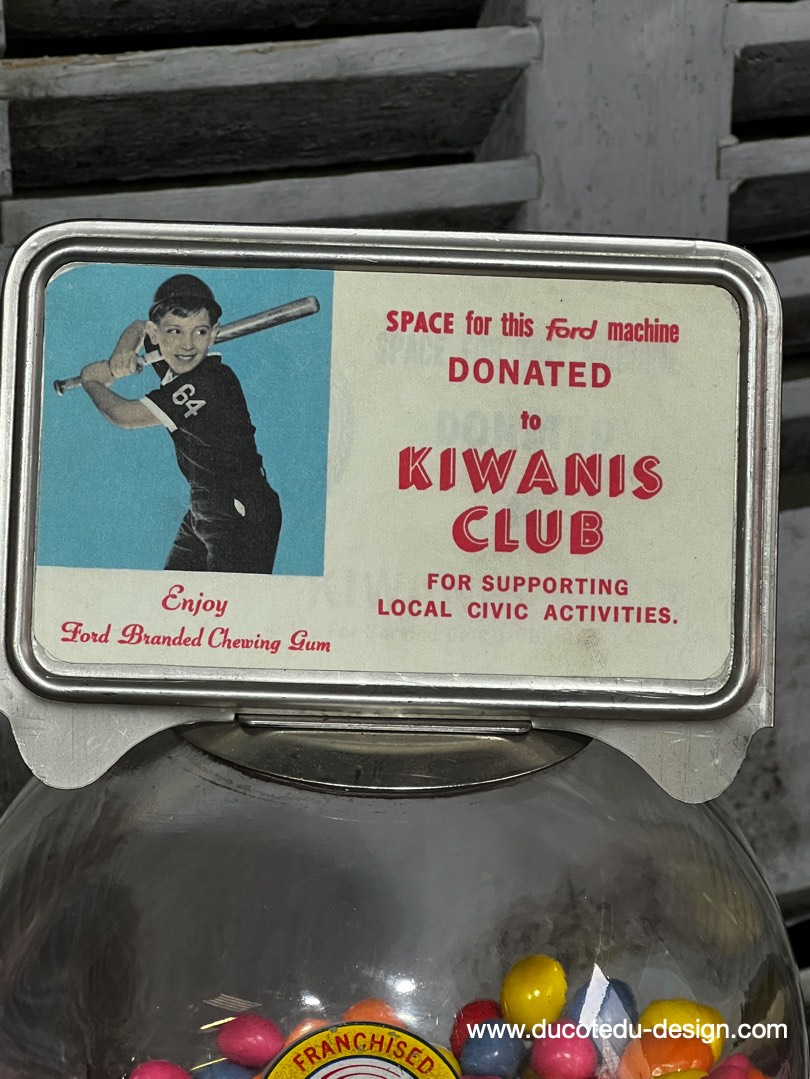 64
SPACE for this ford machine
DONATED
to
KIWANIS
CLUB
FOR SUPPORTING
LOCAL CIVIC ACTIVITIES.
Enjoy
Ford Branded Chewing Gum
FRANCHISED
www.ducotedu-design.com